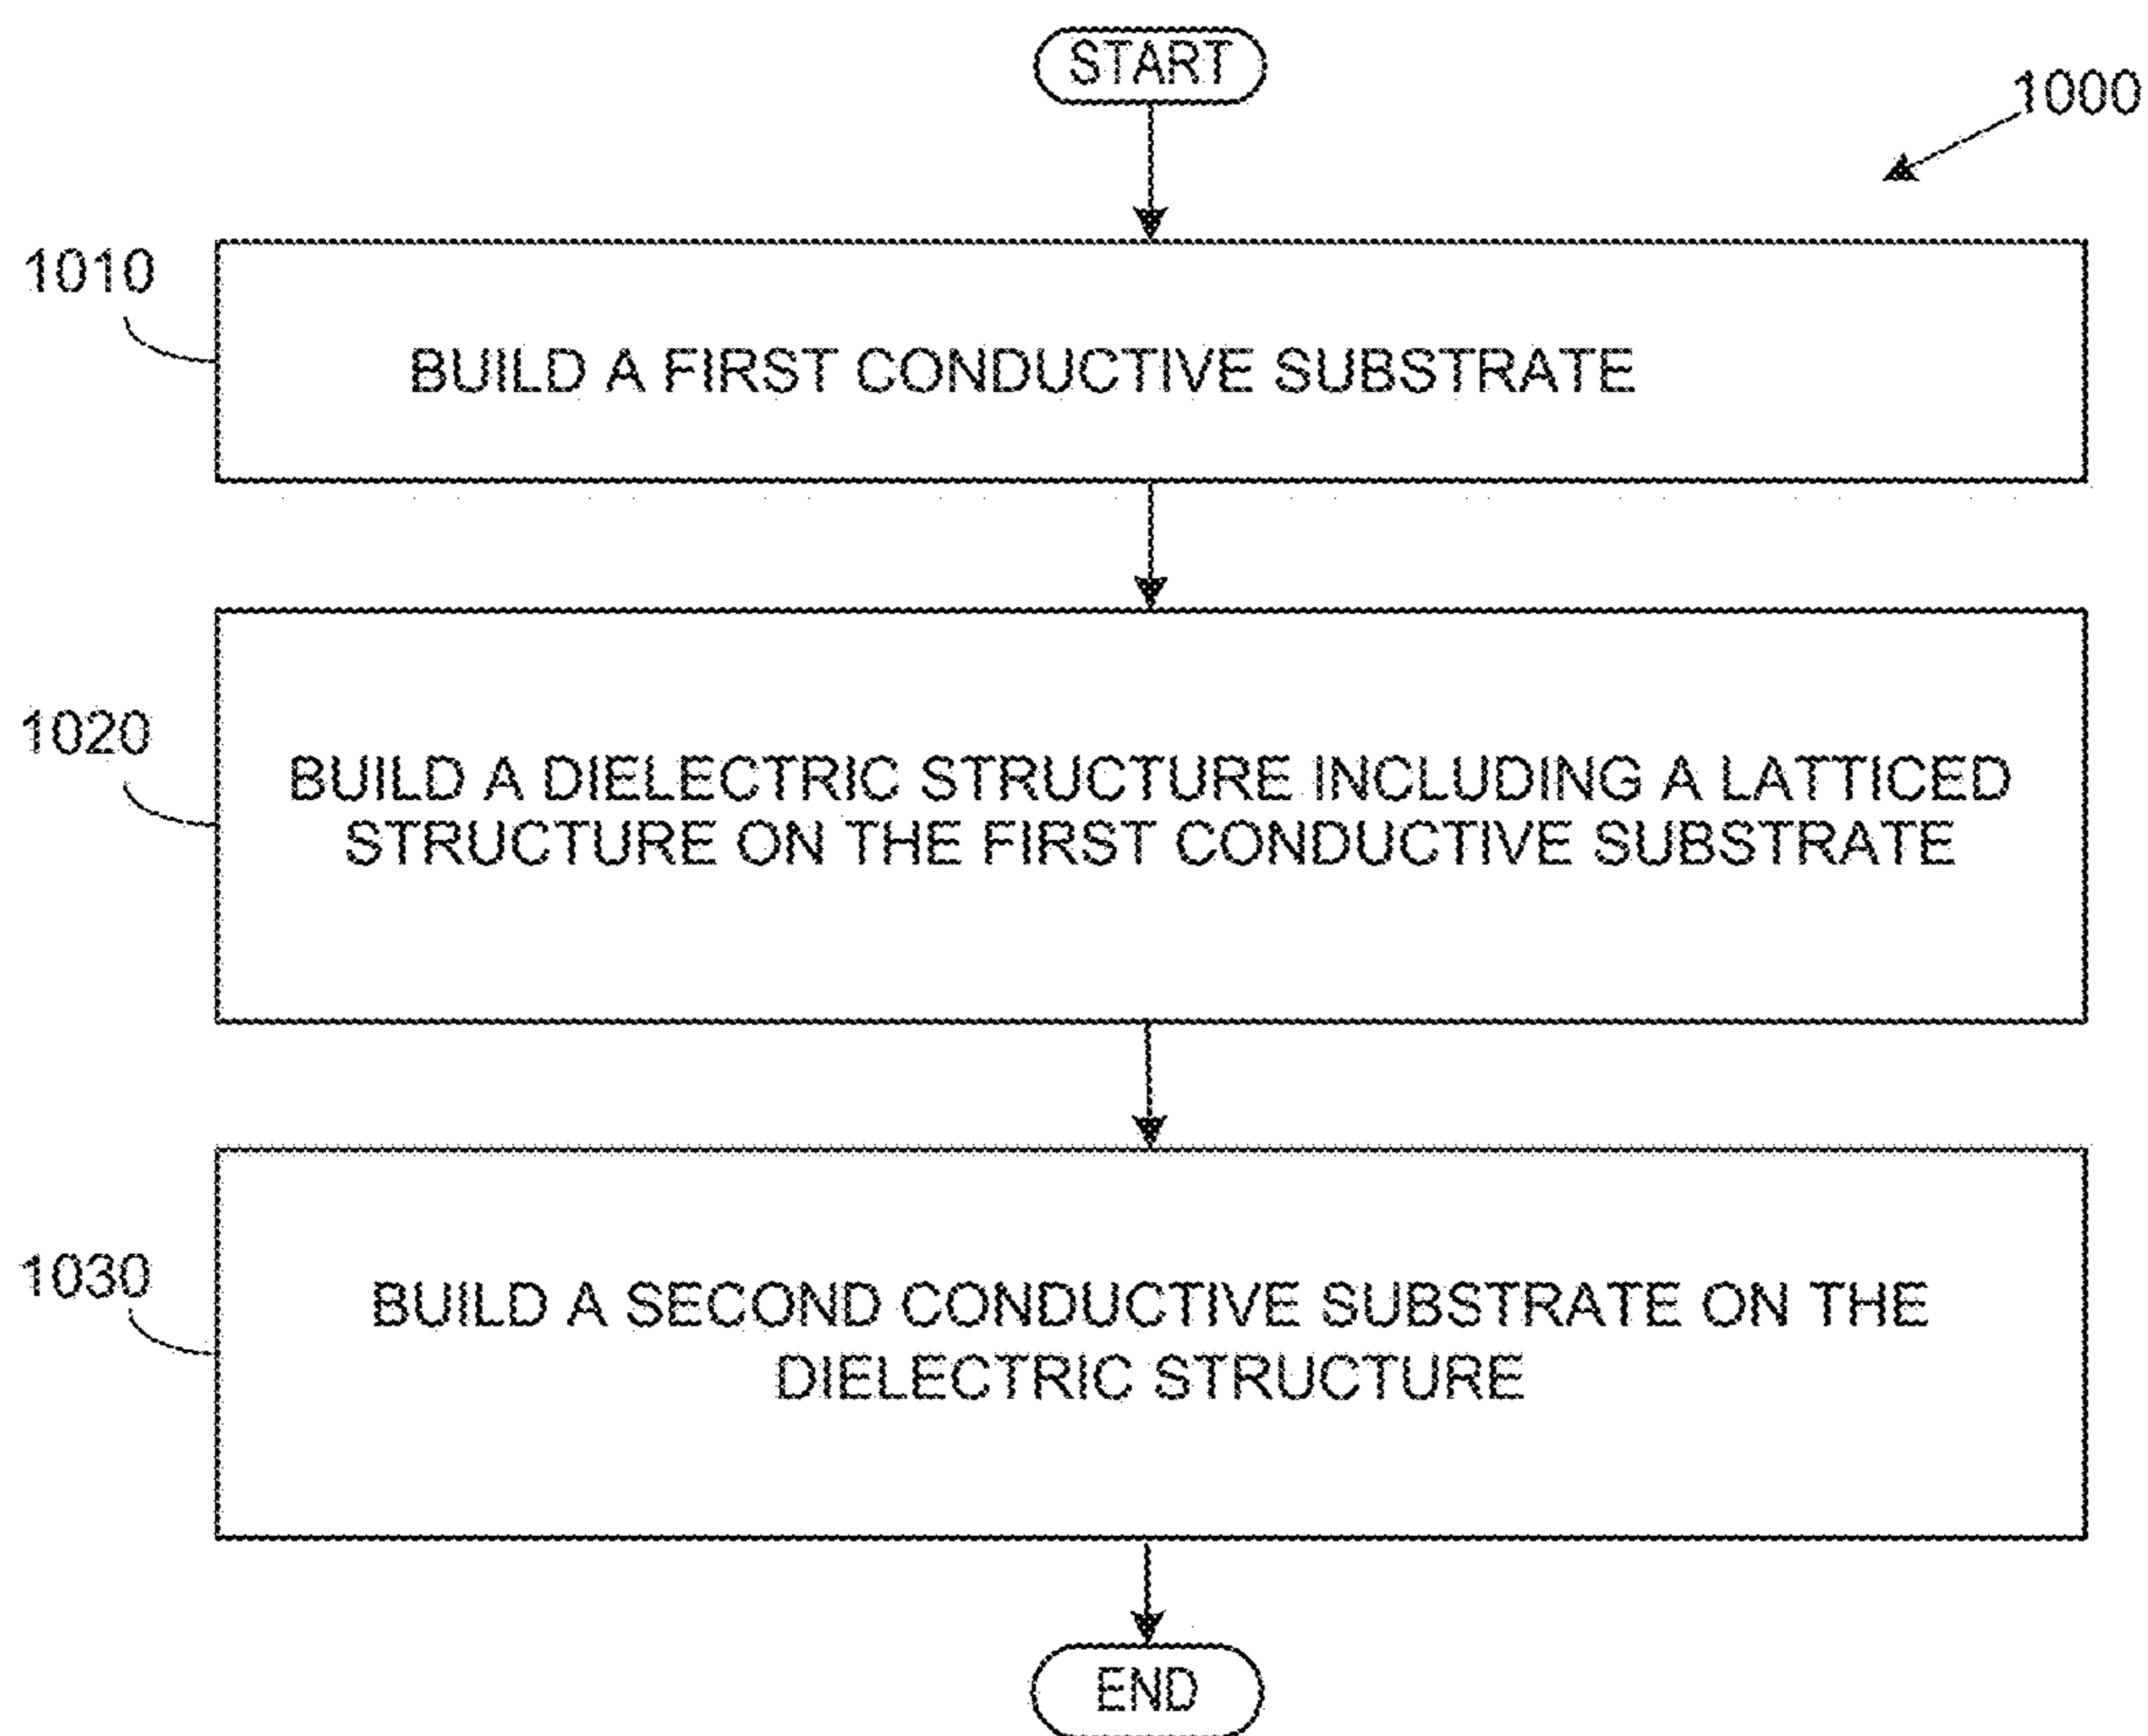 START
1000
1010
BUILD A FIRST CONDUCTIVE SUBSTRATE
1020
BUILD A DIELECTRIC STRUCTURE INCLUDING A LATTICED
STRUCTURE ON THE FIRST CONDUCTIVE SUBSTRATE
1030
BUILD A SECOND CONDUCTIVE SUBSTRATE ON THE
DIELECTRIC STRUCTURE
END